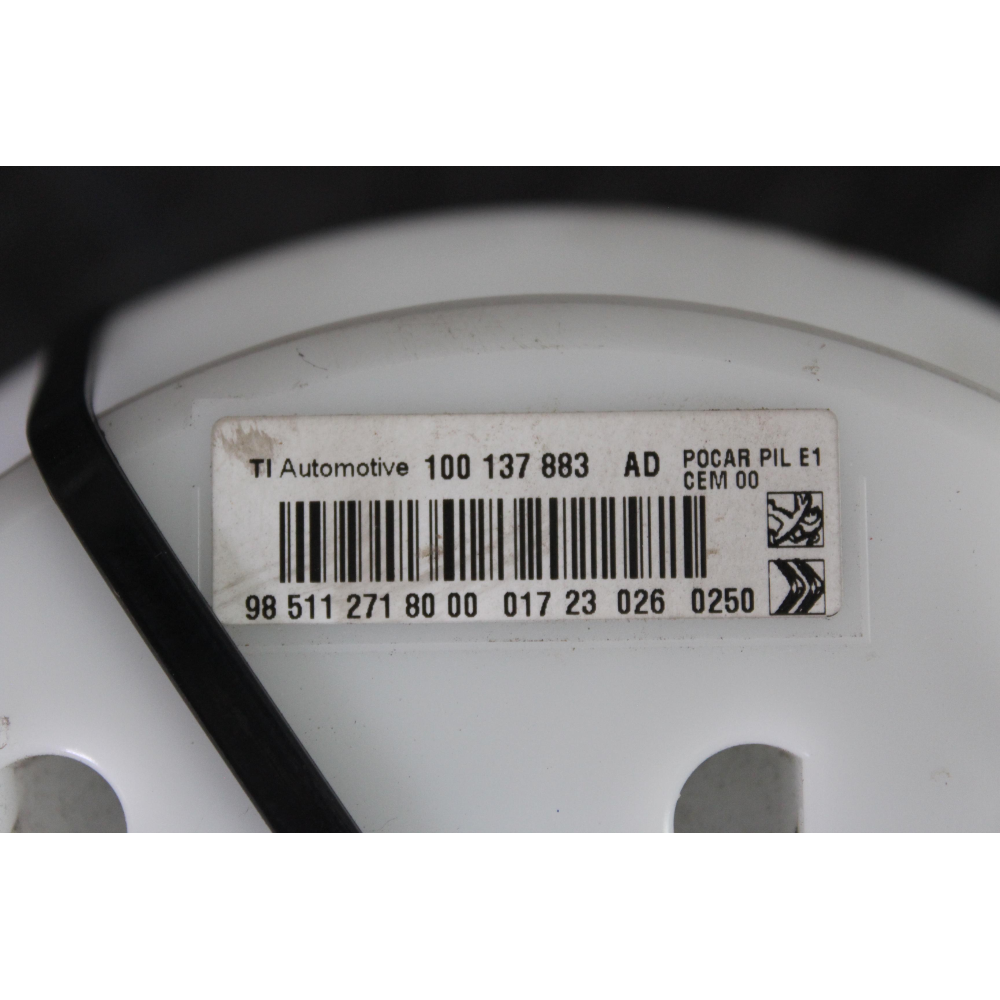 TI Automotive 100 137 883 AD POCAR PIL E1
CEM 00
98 511 271 80 00 017 23 026 0250